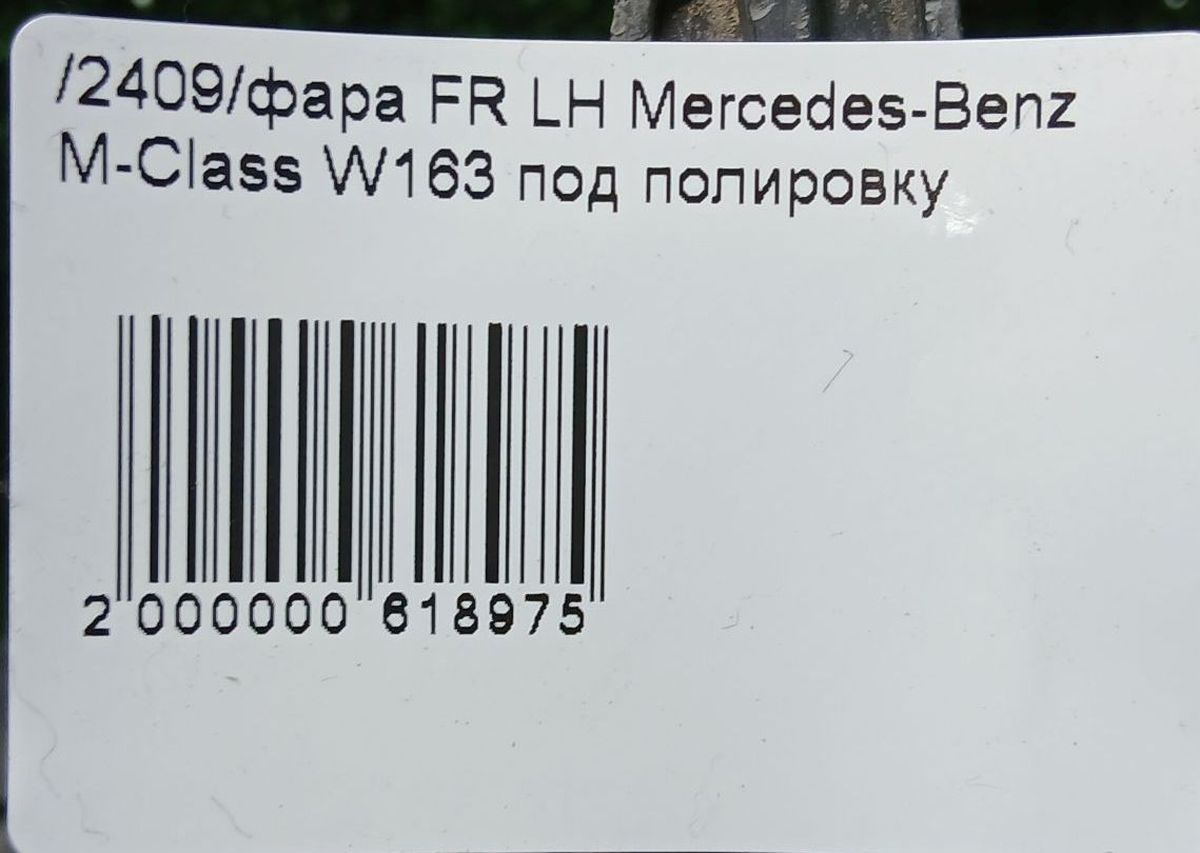 /2409/фара FR LH Mercedes-Benz
M-Class W163 под полировку
2 000000 618975